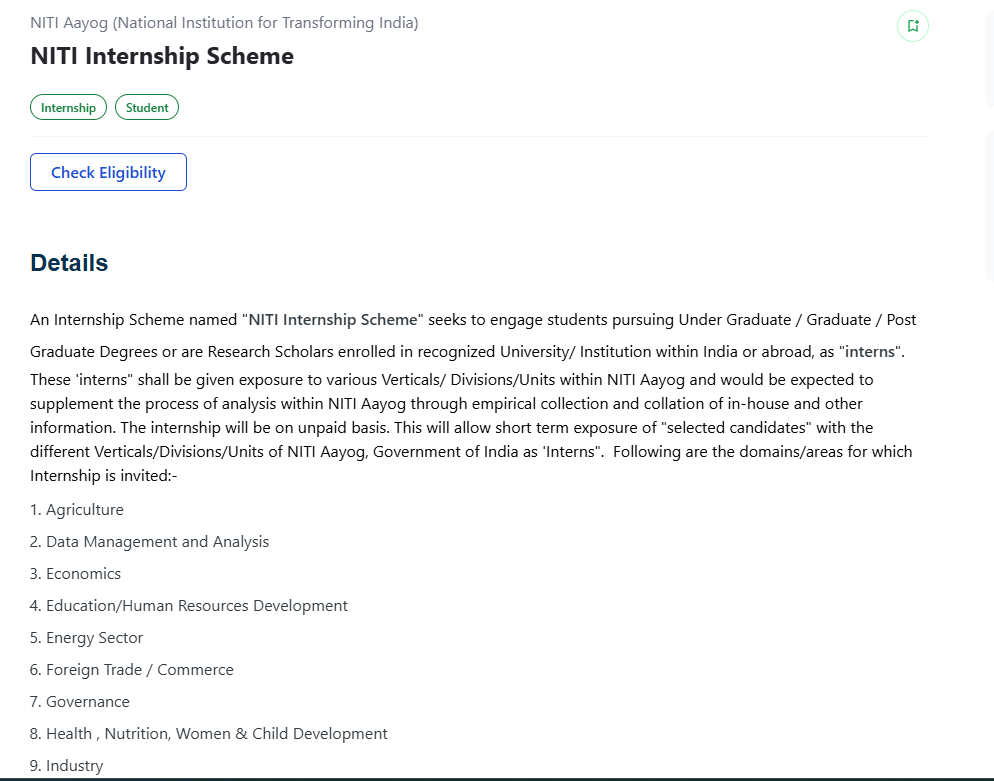 NITI Aayog (National Institution for Transforming India)
NITI Internship Scheme
Internship
Student
Check Eligibility
Details
An Internship Scheme named "NITI Internship Scheme" seeks to engage students pursuing Under Graduate / Graduate / Post
Graduate Degrees or are Research Scholars enrolled in recognized University/ Institution within India or abroad, as "interns".
These 'interns" shall be given exposure to various Verticals/ Divisions/Units within NITI Aayog and would be expected to
supplement the process of analysis within NITI Aayog through empirical collection and collation of in-house and other
information. The internship will be on unpaid basis. This will allow short term exposure of "selected candidates" with the
different Verticals/Divisions/Units of NITI Aayog, Government of India as 'Interns".  Following are the domains/areas for which
Internship is invited:-
1. Agriculture
2. Data Management and Analysis
3. Economics
4. Education/Human Resources Development
5. Energy Sector
6. Foreign Trade / Commerce
7. Governance
8. Health , Nutrition, Women & Child Development
9. Industry